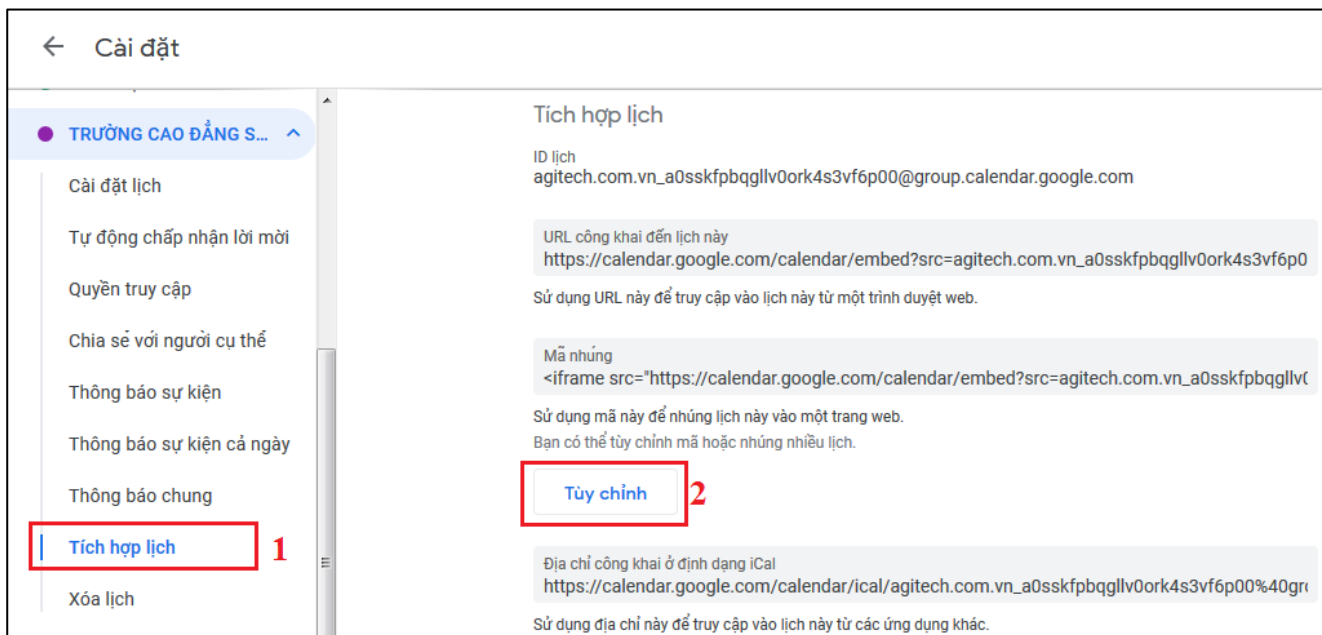 Cài đặt
TRƯỜNG CAO ĐẲNG S...
Cài đặt lịch
Tự động chấp nhận lời mời
Quyền truy cập
Chia sẻ với người cụ thể
Thông báo sự kiện
Thông báo sự kiện cả ngày
Thông báo chung
Tích hợp lịch
1
Xóa lịch
Tích hợp lịch
ID lịch
agitech.com.vn_a0sskfpbqgllv0ork4s3vf6p00@group.calendar.google.com
URL công khai đến lịch này
https://calendar.google.com/calendar/embed?src=agitech.com.vn_a0sskfpbqgllv0ork4s3vf6p0
Sử dụng URL này để truy cập vào lịch này từ một trình duyệt web.
Mã nhúng
<iframe src="https://calendar.google.com/calendar/embed?src=agitech.com.vn_a0sskfpbqgllv(
Sử dụng mã này để nhúng lịch này vào một trang web.
Bạn có thể tùy chỉnh mã hoặc nhúng nhiều lịch.
Tùy chỉnh
2
Địa chỉ công khai ở định dạng iCal
https://calendar.google.com/calendar/ical/agitech.com.vn_a0sskfpbqgllv0ork4s3vf6p00%40gr
Sử dụng địa chỉ này để truy cập vào lịch này từ các ứng dụng khác.